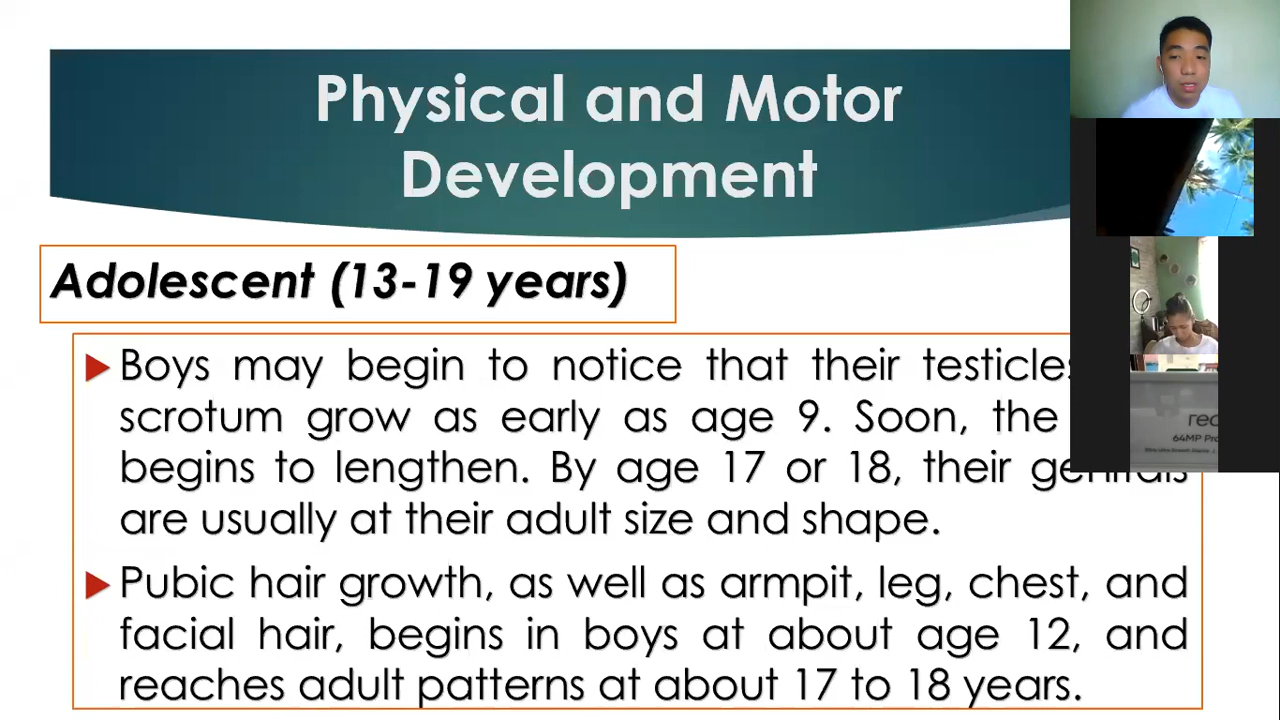 Physical and Motor
Development
Adolescent (13-19 years)
Boys may begin to notice that their testicles
scrotum grow as early as age 9. Soon, the
begins to lengthen. By age 17 or 18, their genitals
are usually at their adult size and shape.
Pubic hair growth, as well as armpit, leg, chest, and
facial hair, begins in boys at about age 12, and
reaches adult patterns at about 17 to 18 years.
64MP